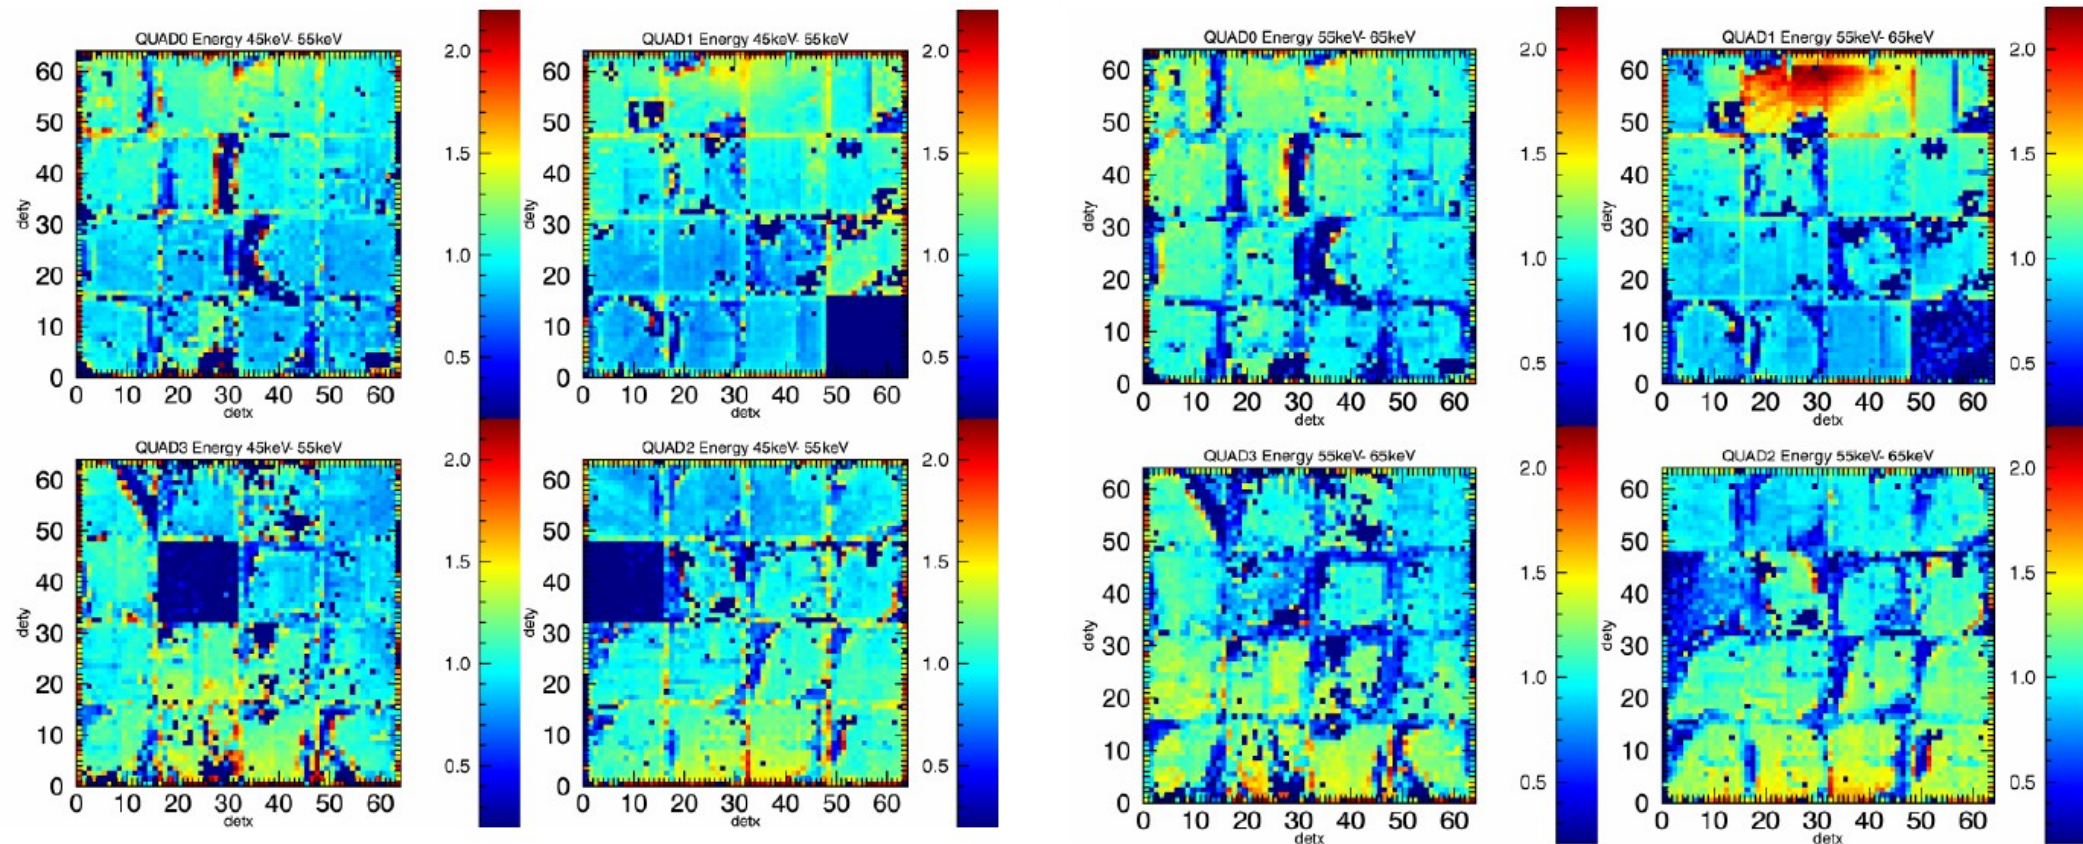 QUAD0 Energy 45keV- 55keV
QUAD1 Energy 45keV- 55keV
QUAD0 Energy 55keV- 65keV
QUAD1 Energy 55keV- 65keV
60
50
40
30
20
10
0
dety
0 10 20 30 40 50 60
detx
2.0
1.5
1.0
0.5
60
50
40
30
20
10
0
dety
0 10 20 30 40 50 60
detx
2.0
1.5
1.0
0.5
60
50
40
30
20
10
0
dety
0 10 20 30 40 50 60
detx
2.0
1.5
1.0
0.5
60
50
40
30
20
10
0
dety
0 10 20 30 40 50 60
detx
2.0
1.5
1.0
0.5
QUAD3 Energy 45keV- 55keV
QUAD2 Energy 45keV- 55keV
QUAD3 Energy 55keV- 65keV
QUAD2 Energy 55keV- 65keV
60
50
40
30
20
10
0
dety
0 10 20 30 40 50 60
detx
2.0
1.5
1.0
0.5
60
50
40
30
20
10
0
dety
0 10 20 30 40 50 60
detx
2.0
1.5
1.0
0.5
60
50
40
30
20
10
0
dety
0 10 20 30 40 50 60
detx
2.0
1.5
1.0
0.5
60
50
40
30
20
10
0
dety
0 10 20 30 40 50 60
detx
2.0
1.5
1.0
0.5